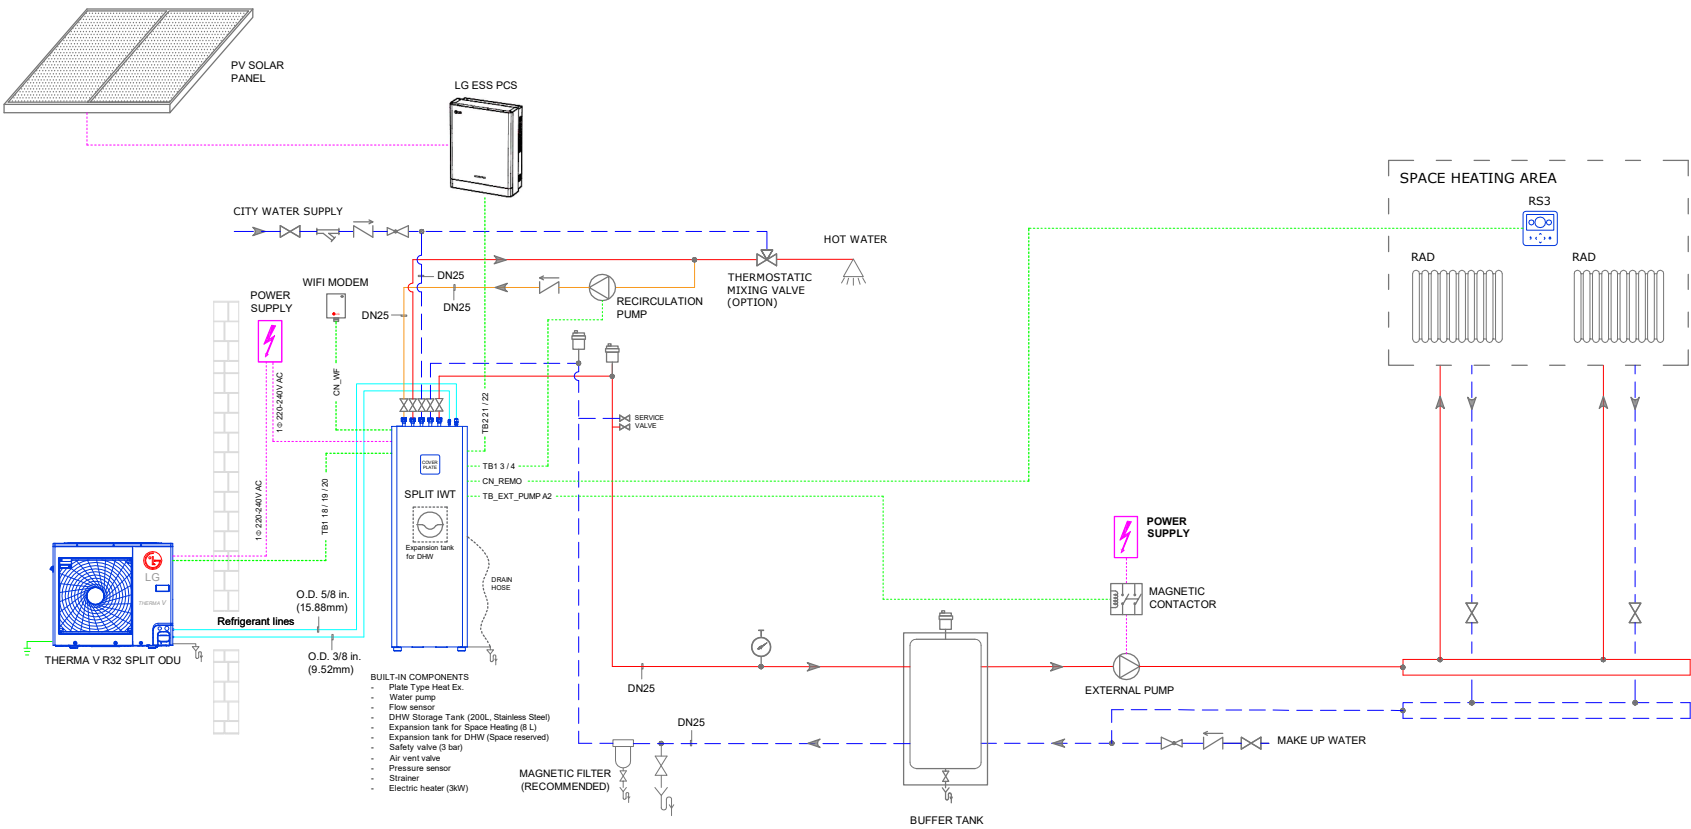 PV SOLAR
PANEL
LG ESS PCS
CITY WATER SUPPLY
HOT WATER
SPACE HEATING AREA
RS3
RAD
RAD
WIFI MODEM
POWER
SUPPLY
DN25
DN25
DN25
RECIRCULATION
PUMP
THERMOSTATIC
MIXING VALVE
(OPTION)
CN_WF
1Φ 220-240V AC
TB2 21 / 22
SERVICE
VALVE
COVER
PLATE
TB1 3 / 4
CN_REMO
TB_EXT_PUMP A2
SPLIT IWT
1Φ 220-240V AC
TB1 18 / 19 / 20
Expansion tank
for DHW
DRAIN
HOSE
POWER
SUPPLY
MAGNETIC
CONTACTOR
LG
THERMA V
O.D. 5/8 in.
(15.88mm)
Refrigerant lines
O.D. 3/8 in.
(9.52mm)
THERMA V R32 SPLIT ODU
DN25
EXTERNAL PUMP
BUILT-IN COMPONENTS
- Plate Type Heat Ex.
- Water pump
- Flow sensor
- DHW Storage Tank (200L, Stainless Steel)
- Expansion tank for Space Heating (8 L)
- Expansion tank for DHW (Space reserved)
- Safety valve (3 bar)
- Air vent valve
- Pressure sensor
- Strainer
- Electric heater (3kW)
DN25
MAKE UP WATER
MAGNETIC FILTER
(RECOMMENDED)
BUFFER TANK